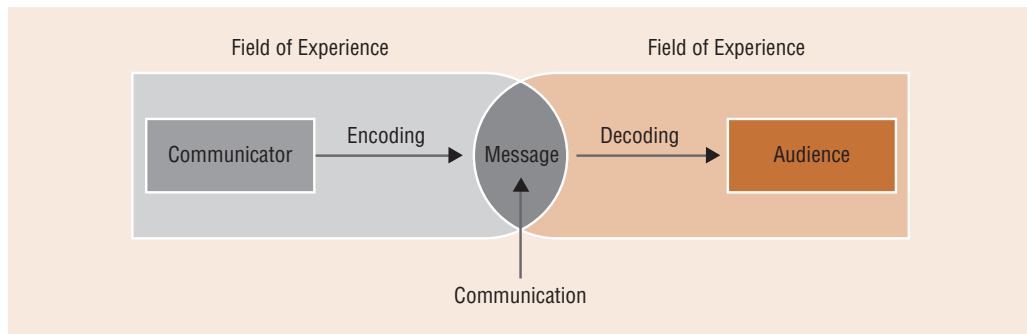 Field of Experience
Field of Experience
Encoding
Decoding
Communicator
Message
Audience
Communication